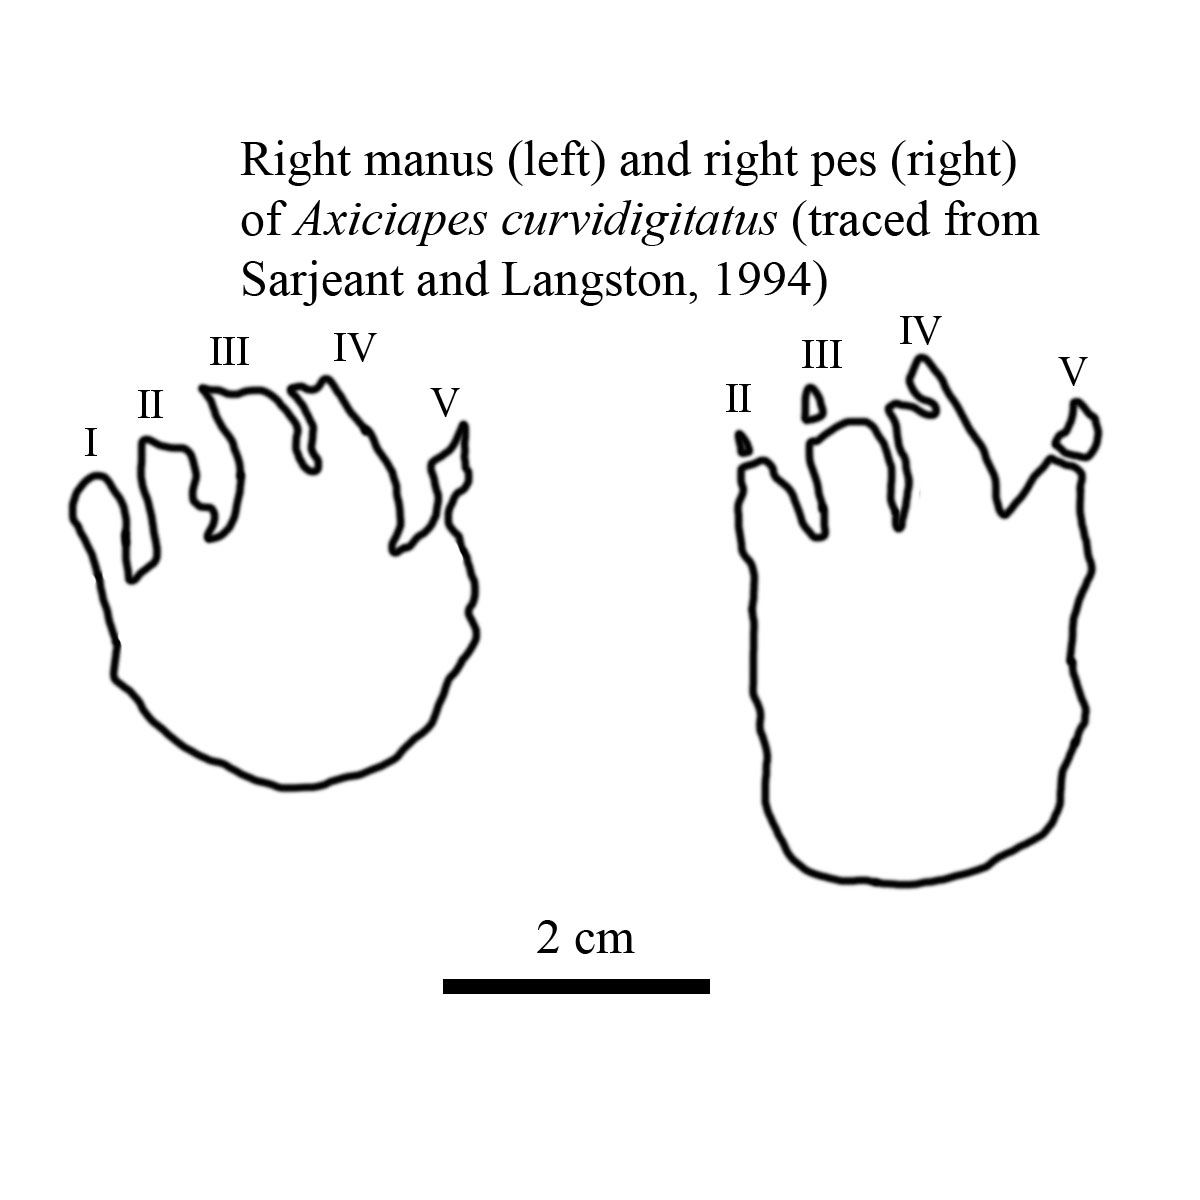 Right manus (left) and right pes (right)
of Axiciapes curvidigitatus (traced from
Sarjeant and Langston, 1994)
I
II
III
IV
V
II
III
IV
V
2 cm